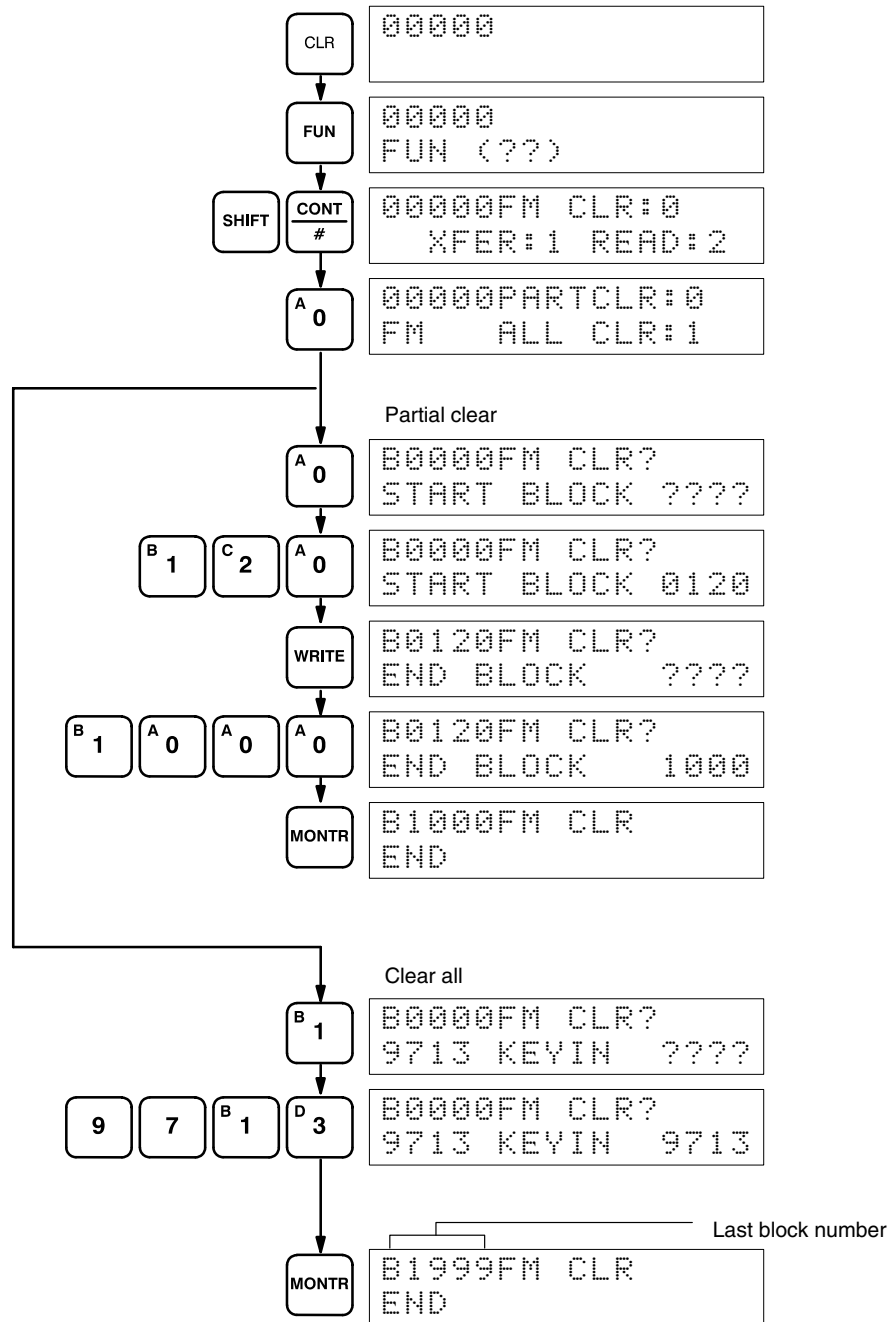 CLR
00000
FUN
00000
FUN (??)
SHIFT CONT
#
00000FM CLR:0
XFER:1 READ:2
A 0
00000PARTCLR:0
FM ALL CLR:1
Partial clear
A 0
B0000FM CLR?
START BLOCK ????
B 1 C 2 A 0
B0000FM CLR?
START BLOCK 0120
WRITE
B0120FM CLR?
END BLOCK ????
B 1 A 0 A 0 A 0
B0120FM CLR?
END BLOCK 1000
MONTR
B1000FM CLR
END
Clear all
B 1
B0000FM CLR?
9713 KEYIN ????
9 7 B 1 D 3
B0000FM CLR?
9713 KEYIN 9713
Last block number
MONTR
B1999FM CLR
END